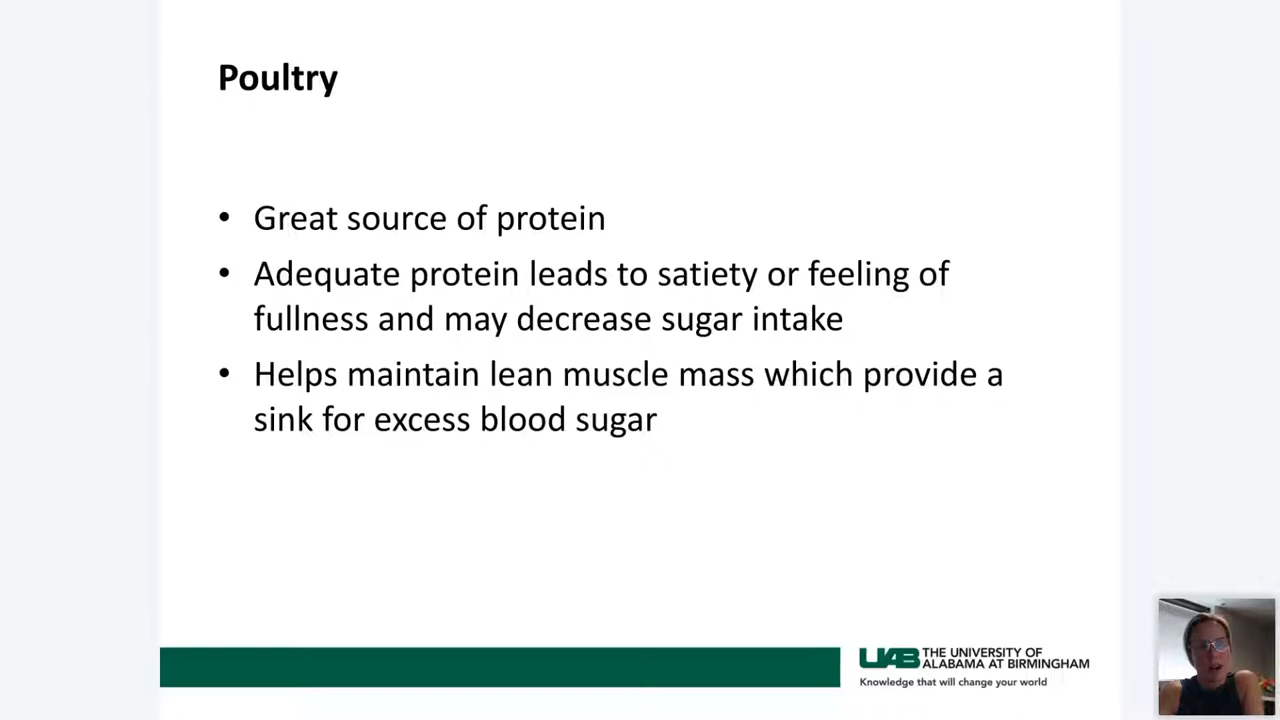 Poultry
• Great source of protein
• Adequate protein leads to satiety or feeling of
fullness and may decrease sugar intake
• Helps maintain lean muscle mass which provide a
sink for excess blood sugar
UAB THE UNIVERSITY OF
ALABAMA AT BIRMINGHAM
Knowledge that will change your world